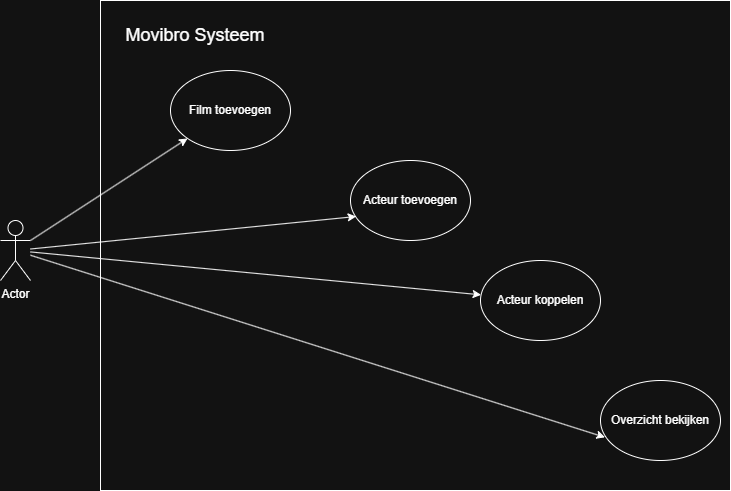 Movibro Systeem
Film toevoegen
Acteur toevoegen
Actor
Acteur koppelen
Overzicht bekijken